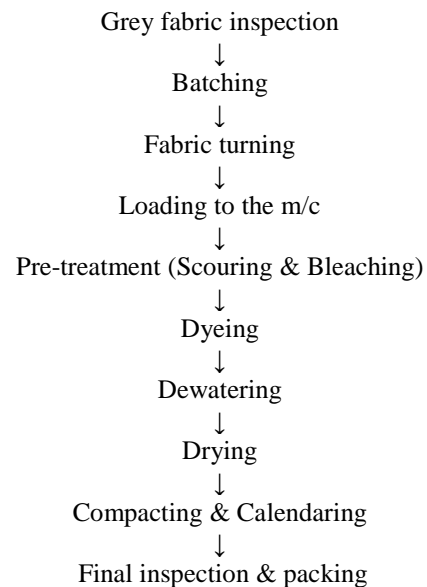 Grey fabric inspection
↓
Batching
↓
Fabric turning
↓
Loading to the m/c
↓
Pre-treatment (Scouring & Bleaching)
↓
Dyeing
↓
Dewatering
↓
Drying
↓
Compacting & Calendaring
↓
Final inspection & packing